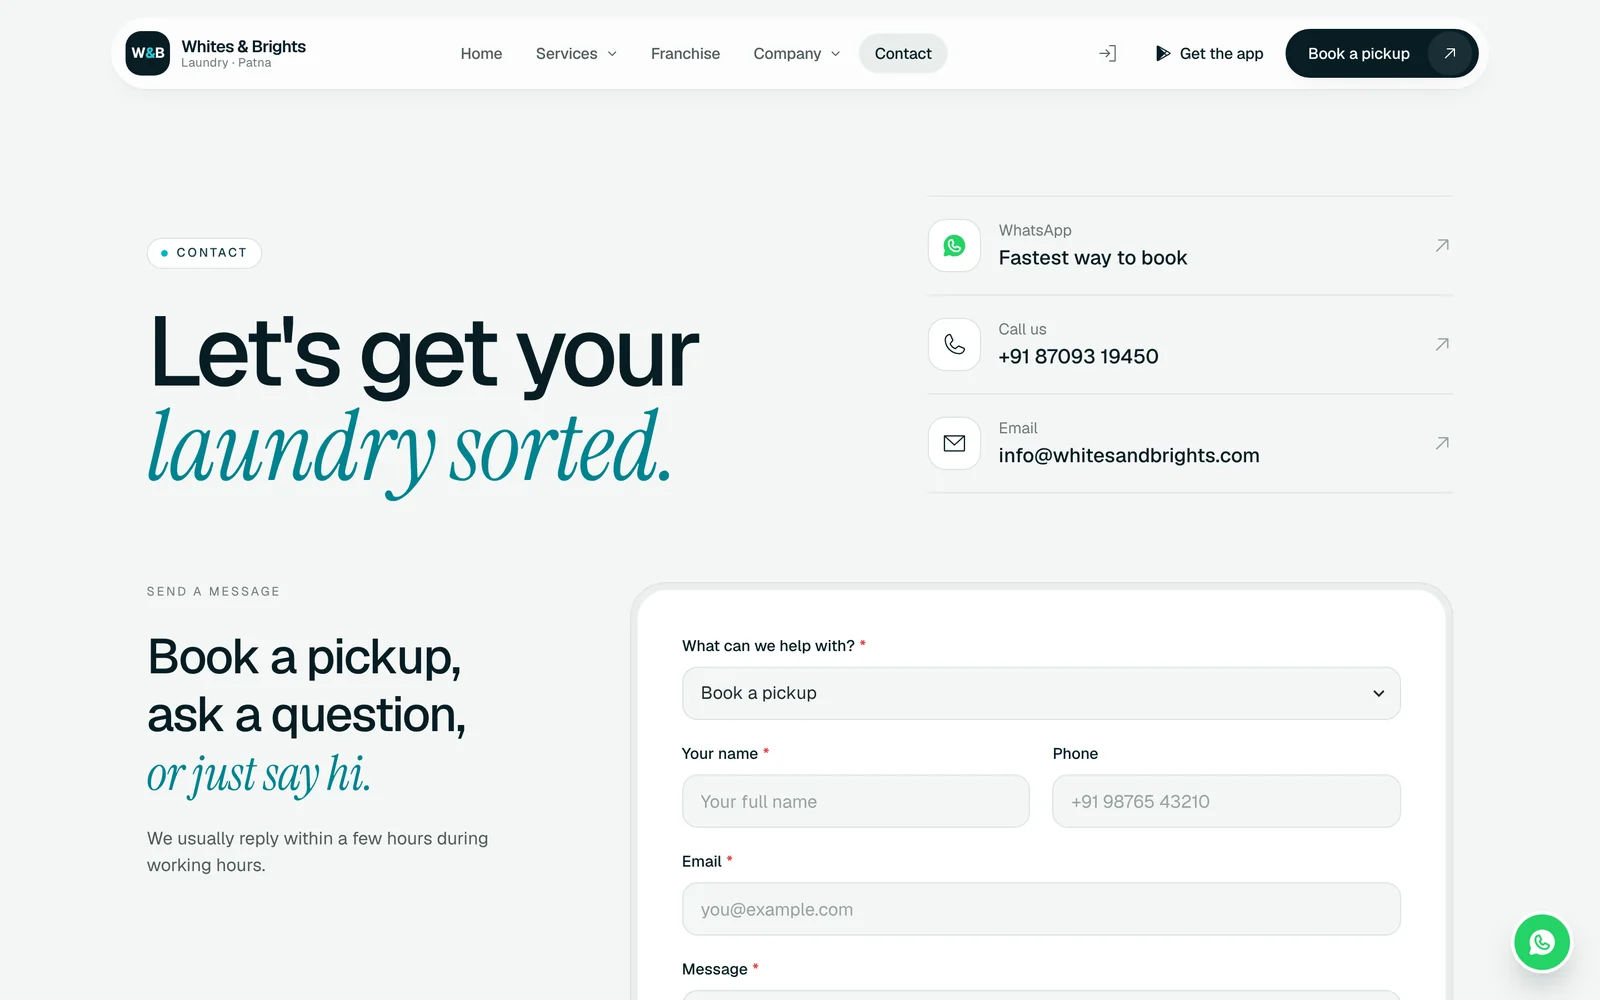 W&B
Whites & Brights
Laundry · Patna
Home
Services
Franchise
Company
Contact
Get the app
Book a pickup
CONTACT
Let's get your
laundry sorted.
WhatsApp
Fastest way to book
Call us
+91 87093 19450
Email
info@whitesandbrights.com
SEND A MESSAGE
Book a pickup,
ask a question,
or just say hi.
We usually reply within a few hours during
working hours.
What can we help with? *
Book a pickup
Your name *
Phone
Your full name
+91 98765 43210
Email *
you@example.com
Message *